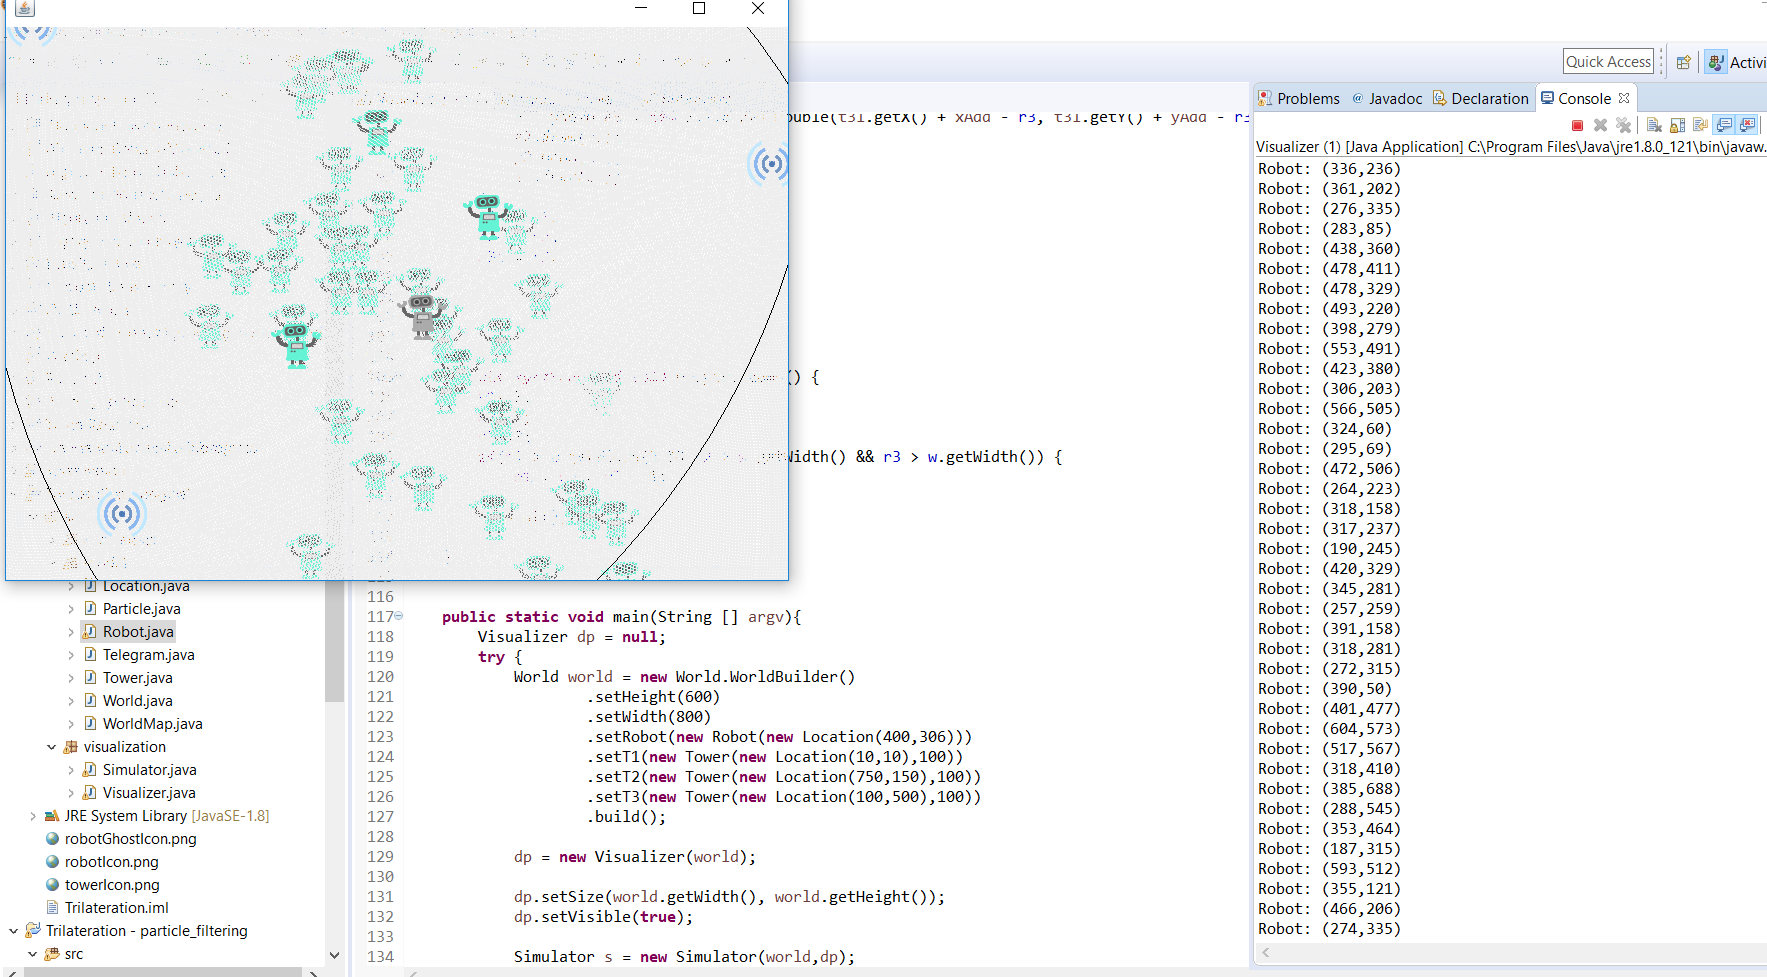 Quick Access
Activi
Problems
Javadoc
Declaration
Console
Visualizer (1) [Java Application] C:\Program Files\Java\jre1.8.0_121\bin\javaw.
Robot: (336,236)
Robot: (361,202)
Robot: (276,335)
Robot: (283,85)
Robot: (438,360)
Robot: (478,411)
Robot: (478,329)
Robot: (493,220)
Robot: (398,279)
Robot: (553,491)
Robot: (423,380)
Robot: (306,203)
Robot: (566,505)
Robot: (324,60)
Robot: (295,69)
Robot: (472,506)
Robot: (264,223)
Robot: (318,158)
Robot: (317,237)
Robot: (190,245)
Robot: (420,329)
Robot: (345,281)
Robot: (257,259)
Robot: (391,158)
Robot: (318,281)
Robot: (272,315)
Robot: (390,50)
Robot: (401,477)
Robot: (604,573)
Robot: (517,567)
Robot: (318,410)
Robot: (385,688)
Robot: (288,545)
Robot: (353,464)
Robot: (187,315)
Robot: (593,512)
Robot: (355,121)
Robot: (466,206)
Robot: (274,335)
ouble(t31.getX() + xAdd - r3, t31.getY() + yAdd - r3
() {
Width() && r3 > w.getWidth()) {
116
117 public static void main(String [] argv){
118 Visualizer dp = null;
119 try {
120 World world = new World.WorldBuilder()
121 .setHeight(600)
122 .setWidth(800)
123 .setRobot(new Robot(new Location(400,306)))
124 .setT1(new Tower(new Location(10,10),100))
125 .setT2(new Tower(new Location(750,150),100))
126 .setT3(new Tower(new Location(100,500),100))
127 .build();
128
129 dp = new Visualizer(world);
130
131 dp.setSize(world.getWidth(), world.getHeight());
132 dp.setVisible(true);
133
134 Simulator s = new Simulator(world,dp);
Location.java
Particle.java
Robot.java
Telegram.java
Tower.java
World.java
WorldMap.java
visualization
Simulator.java
Visualizer.java
JRE System Library [JavaSE-1.8]
robotGhostIcon.png
robotIcon.png
towerIcon.png
Trilateration.iml
Trilateration - particle_filtering
src